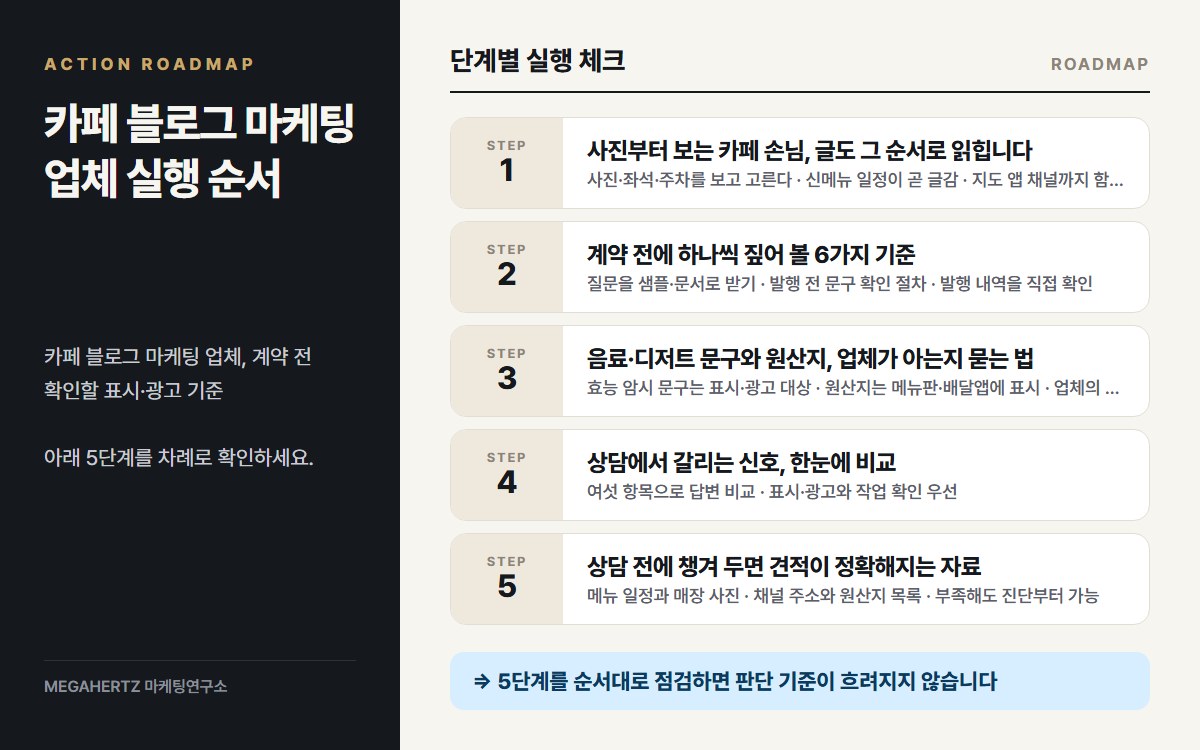 ACTION ROADMAP
카페 블로그 마케팅
업체 실행 순서
카페 블로그 마케팅 업체, 계약 전
확인할 표시·광고 기준
아래 5단계를 차례로 확인하세요.
MEGAHERTZ 마케팅연구소
단계별 실행 체크
ROADMAP
STEP
1
사진부터 보는 카페 손님, 글도 그 순서로 읽힙니다
사진·좌석·주차를 보고 고른다 · 신메뉴 일정이 곧 글감 · 지도 앱 채널까지 함...
STEP
2
계약 전에 하나씩 짚어 볼 6가지 기준
질문을 샘플·문서로 받기 · 발행 전 문구 확인 절차 · 발행 내역을 직접 확인
STEP
3
음료·디저트 문구와 원산지, 업체가 아는지 묻는 법
효능 암시 문구는 표시·광고 대상 · 원산지는 메뉴판·배달앱에 표시 · 업체의 ...
STEP
4
상담에서 갈리는 신호, 한눈에 비교
여섯 항목으로 답변 비교 · 표시·광고와 작업 확인 우선
STEP
5
상담 전에 챙겨 두면 견적이 정확해지는 자료
메뉴 일정과 매장 사진 · 채널 주소와 원산지 목록 · 부족해도 진단부터 가능
⇒ 5단계를 순서대로 점검하면 판단 기준이 흐려지지 않습니다